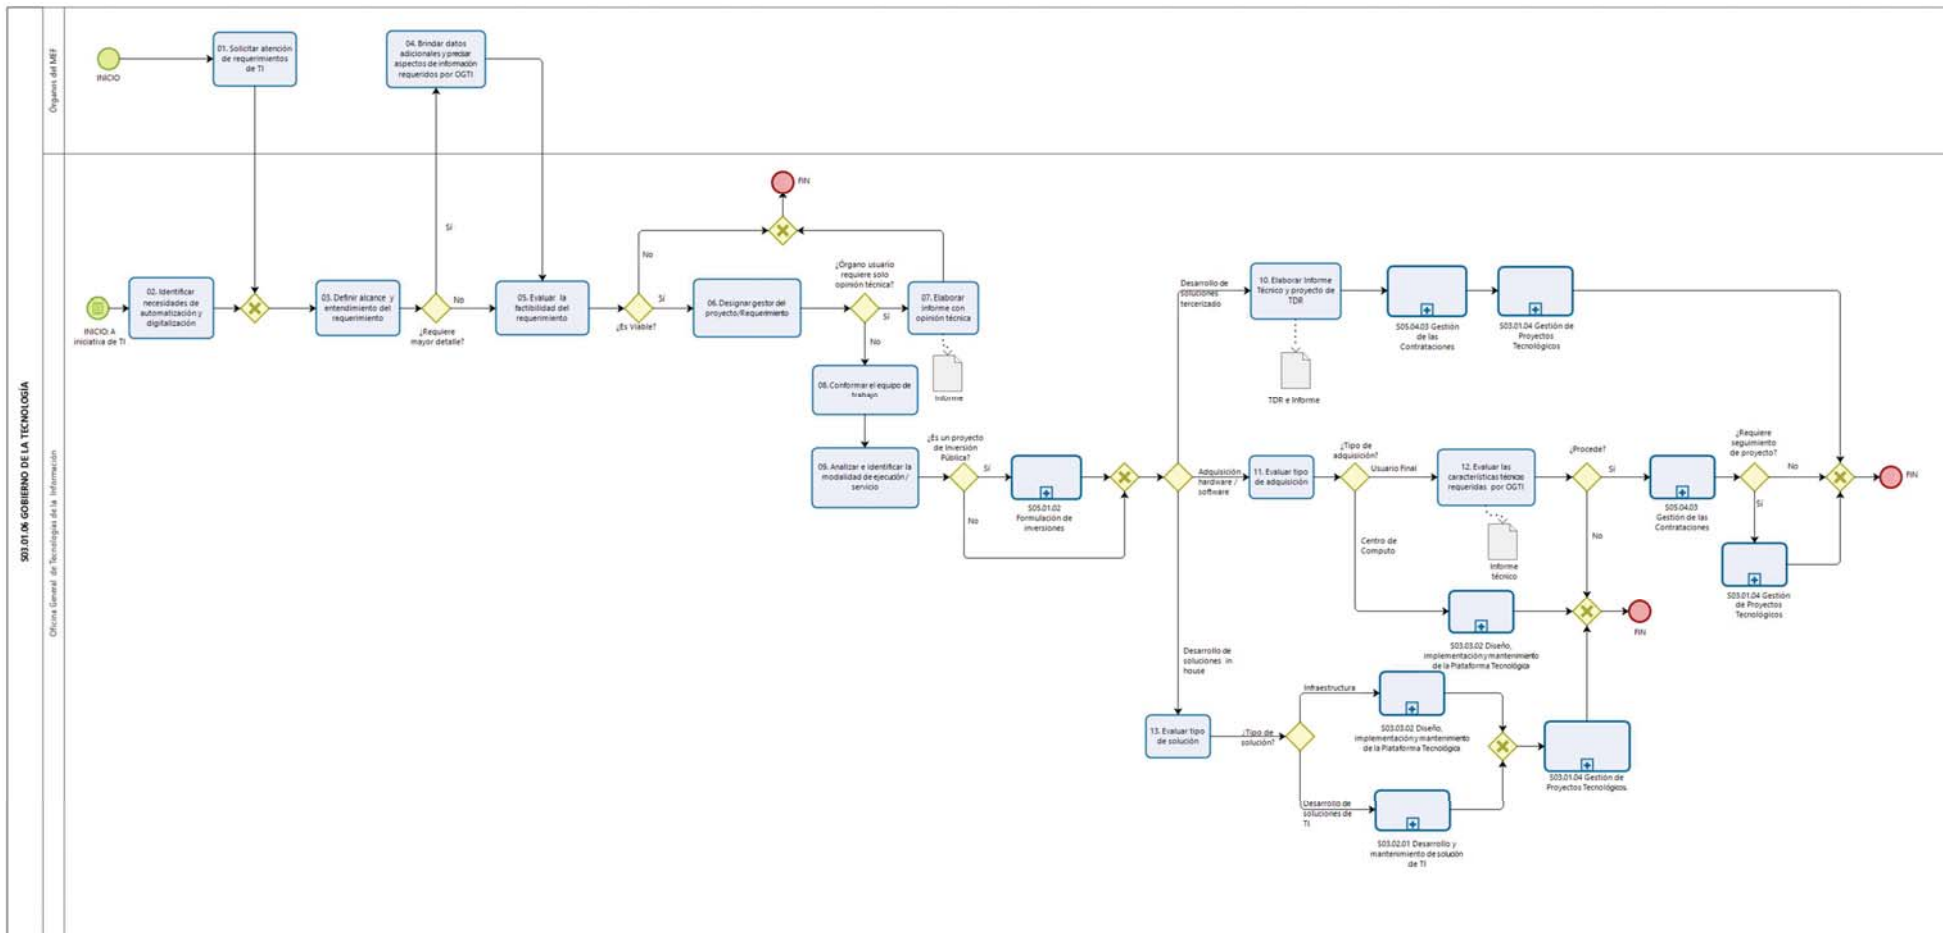 S03.01.06 GOBIERNO DE LA TECNOLOGÍA
Órganos del MEF
Oficina General de Tecnologías de la Información
INICIO
01. Solicitar atención
de requerimientos
de TI
04. Brindar datos
adicionales y precisar
aspectos de información
requeridos por OGTI
INICIO: A
iniciativa de TI
02. Identificar
necesidades de
automatización y
digitalización
03. Definir alcance y
entendimiento del
requerimiento
Sí
No
¿Requiere
mayor detalle?
05. Evaluar la
factibilidad del
requerimiento
No
Sí
¿Es Viable?
FIN
06. Designar gestor del
proyecto/Requerimiento
¿Órgano usuario
requiere solo
opinión técnica?
Sí
No
07. Elaborar
informe con
opinión técnica
Informe
08. Conformar el equipo de
trabajo
09. Analizar e identificar la
modalidad de ejecución /
servicio
¿Es un proyecto
de Inversión
Pública?
Sí
No
S05.01.02
Formulación de
inversiones
Desarrollo de
soluciones
tercerizado
10. Elaborar Informe
Técnico y proyecto de
TDR
TDR e Informe
S05.04.03 Gestión
de las
Contrataciones
S03.01.04 Gestión de
Proyectos
Tecnológicos
Adquisición
hardware /
software
11. Evaluar tipo
de adquisición
¿Tipo de
adquisición?
Usuario Final
Centro de
Computo
12. Evaluar las
características técnicas
requeridas por OGTI
Informe
técnico
¿Procede?
Sí
No
S05.04.03
Gestión de las
Contrataciones
¿Requiere
seguimiento
de proyecto?
No
Sí
S03.01.04 Gestión
de Proyectos
Tecnológicos
FIN
S03.03.02 Diseño,
implementación y mantenimiento
de la Plataforma Tecnológica
FIN
Desarrollo de
soluciones in
house
13. Evaluar tipo
de solución
¿Tipo de
solución?
Infraestructura
S03.03.02 Diseño,
implementación y mantenimiento
de la Plataforma Tecnológica
Desarrollo de
soluciones de
TI
S03.02.01 Desarrollo y
mantenimiento de solución
de TI
S03.01.04 Gestión de
Proyectos Tecnológicos.